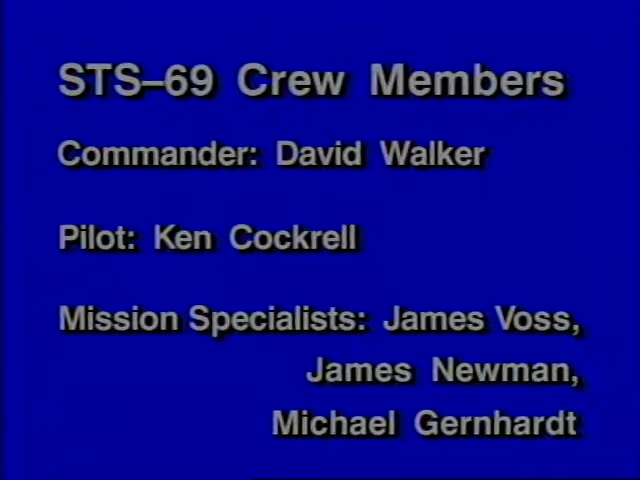 STS–69 Crew Members
Commander: David Walker
Pilot: Ken Cockrell
Mission Specialists: James Voss,
James Newman,
Michael Gernhardt